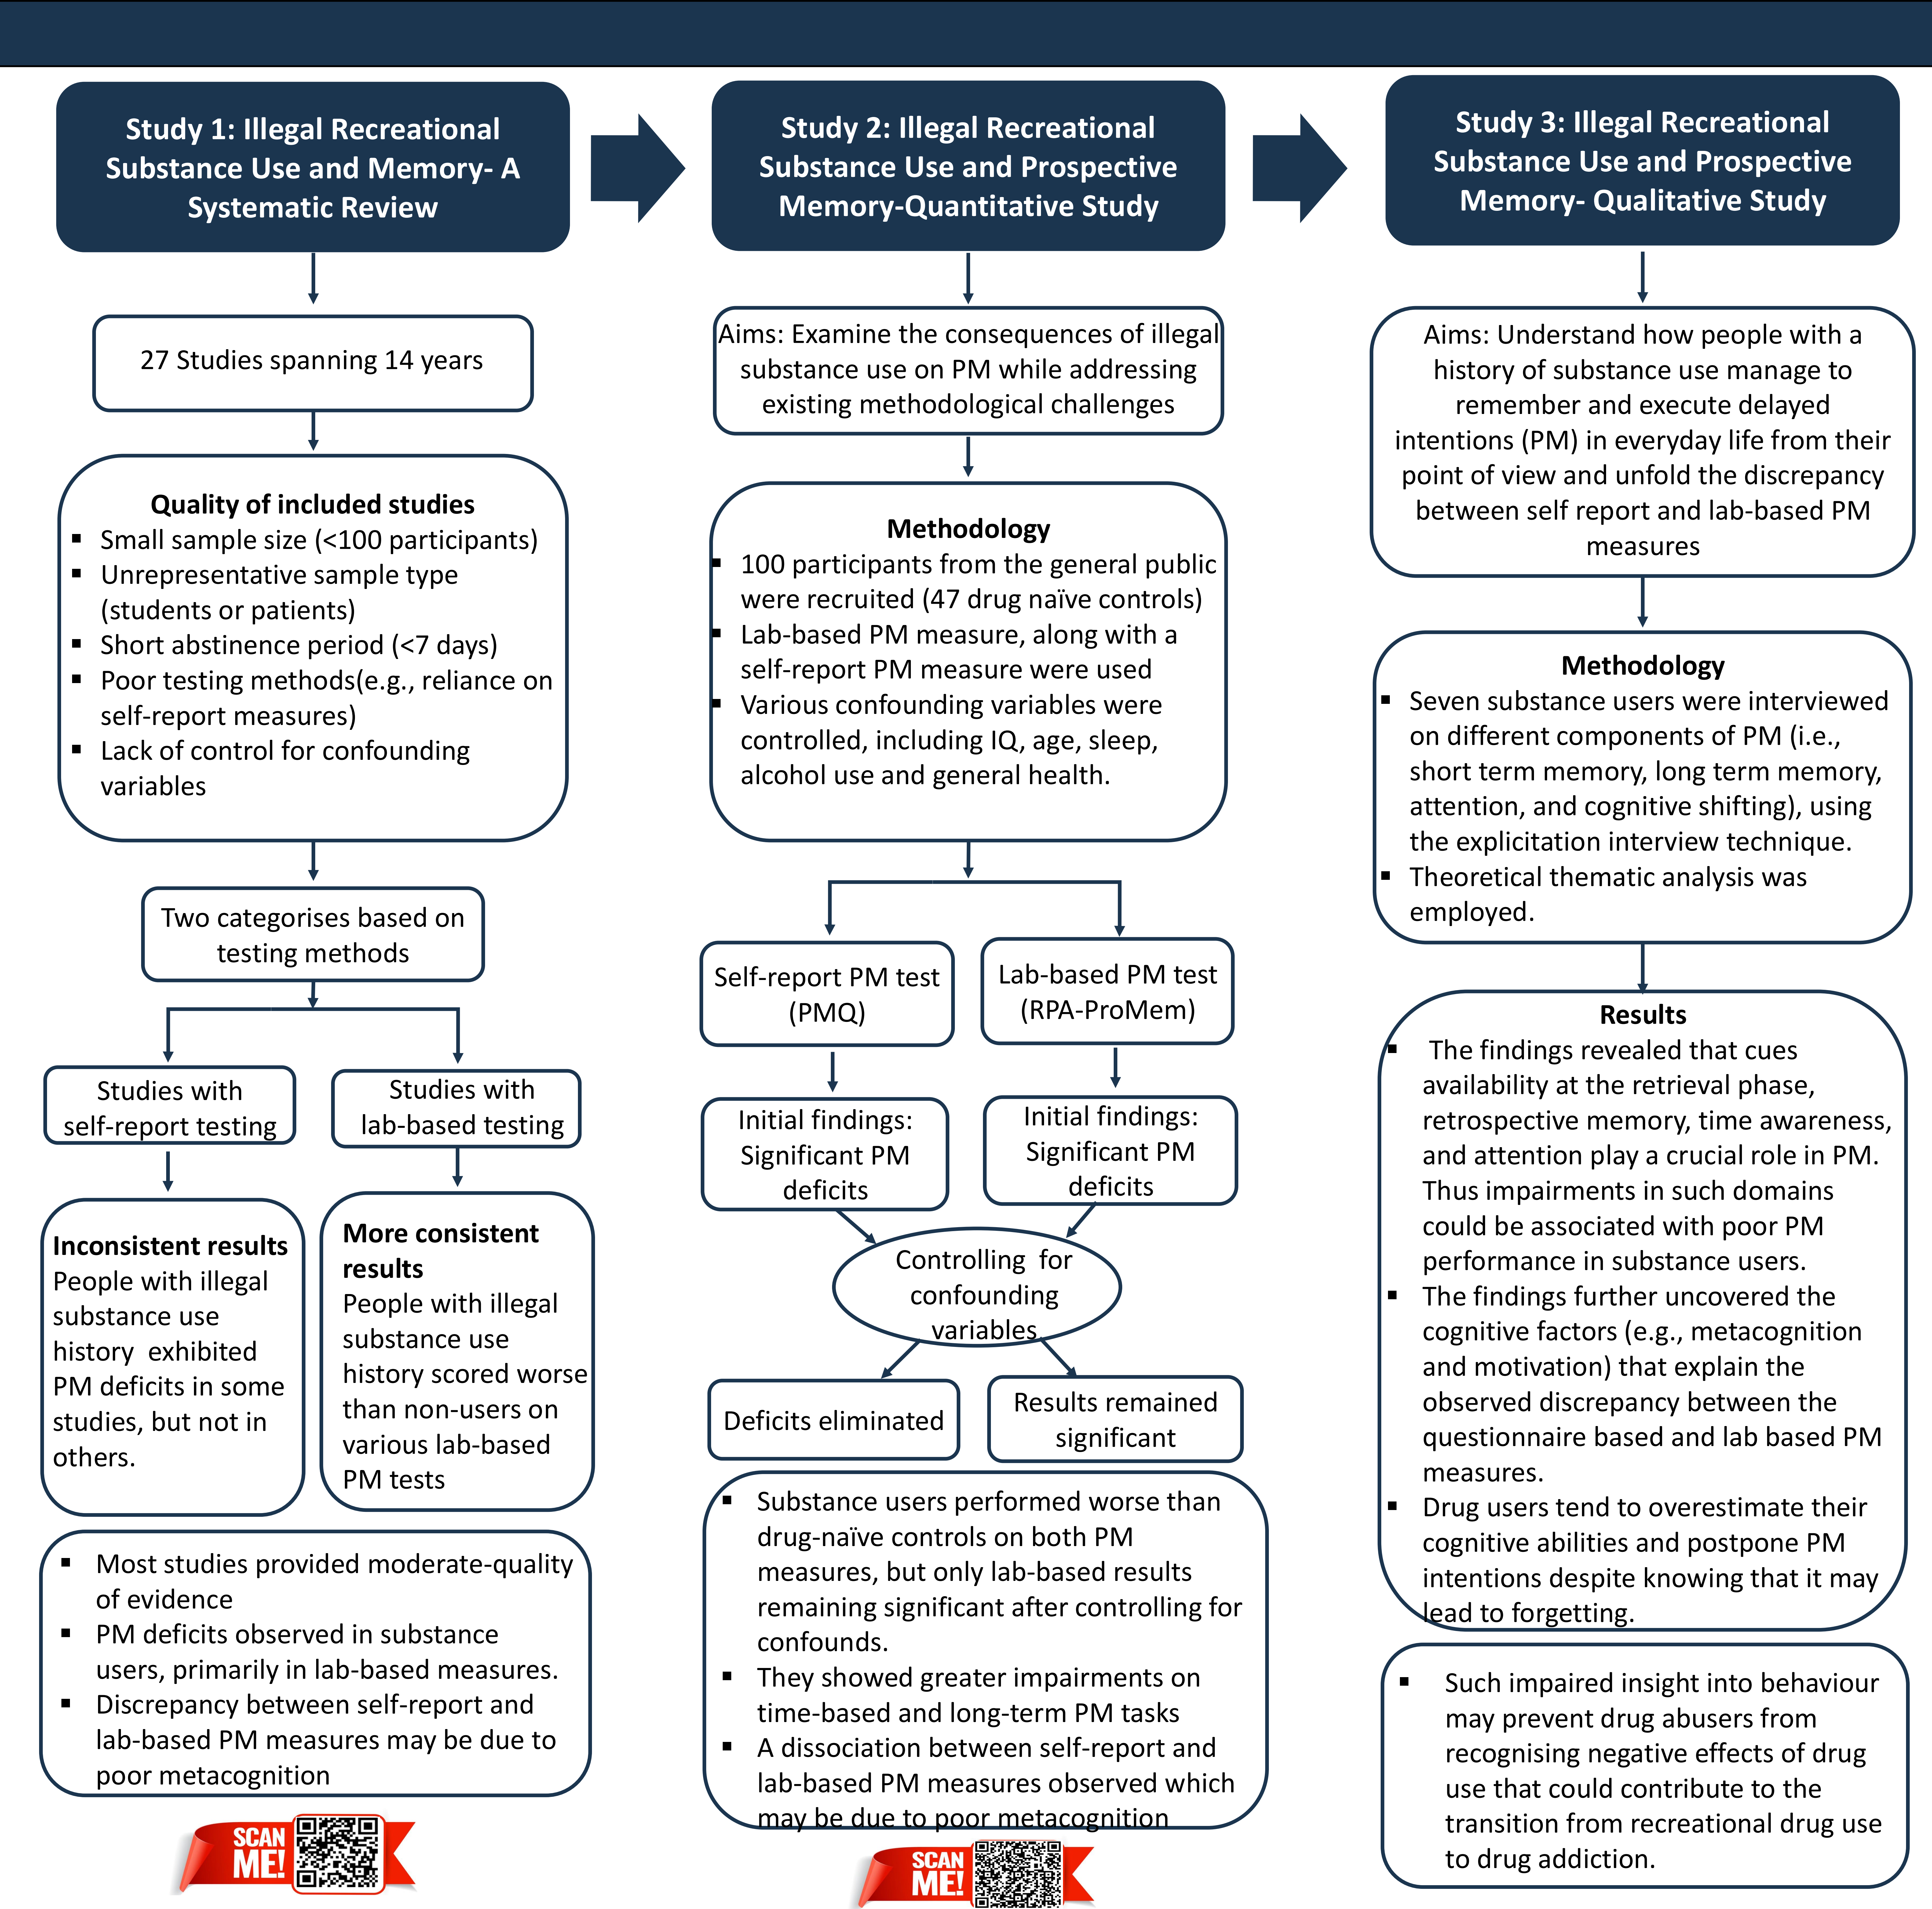 Study 1: Illegal Recreational
Substance Use and Memory- A
Systematic Review
27 Studies spanning 14 years
Quality of included studies
▪ Small sample size (<100 participants)
▪ Unrepresentative sample type
(students or patients)
▪ Short abstinence period (<7 days)
▪ Poor testing methods(e.g., reliance on
self-report measures)
▪ Lack of control for confounding
variables
Two categorises based on
testing methods
Studies with
self-report testing
Studies with
lab-based testing
Inconsistent results
People with illegal
substance use
history exhibited
PM deficits in some
studies, but not in
others.
More consistent
results
People with illegal
substance use
history scored worse
than non-users on
various lab-based
PM tests
▪ Most studies provided moderate-quality
of evidence
▪ PM deficits observed in substance
users, primarily in lab-based measures.
▪ Discrepancy between self-report and
lab-based PM measures may be due to
poor metacognition
SCAN
ME!
Study 2: Illegal Recreational
Substance Use and Prospective
Memory-Quantitative Study
Aims: Examine the consequences of illegal
substance use on PM while addressing
existing methodological challenges
Methodology
▪ 100 participants from the general public
were recruited (47 drug naïve controls)
▪ Lab-based PM measure, along with a
self-report PM measure were used
▪ Various confounding variables were
controlled, including IQ, age, sleep,
alcohol use and general health.
Self-report PM test
(PMQ)
Lab-based PM test
(RPA-ProMem)
Initial findings:
Significant PM
deficits
Initial findings:
Significant PM
deficits
Controlling for
confounding
variables
Deficits eliminated
Results remained
significant
▪ Substance users performed worse than
drug-naïve controls on both PM
measures, but only lab-based results
remaining significant after controlling for
confounds.
▪ They showed greater impairments on
time-based and long-term PM tasks
▪ A dissociation between self-report and
lab-based PM measures observed which
may be due to poor metacognition
SCAN
ME!
Study 3: Illegal Recreational
Substance Use and Prospective
Memory- Qualitative Study
Aims: Understand how people with a
history of substance use manage to
remember and execute delayed
intentions (PM) in everyday life from their
point of view and unfold the discrepancy
between self report and lab-based PM
measures
Methodology
▪ Seven substance users were interviewed
on different components of PM (i.e.,
short term memory, long term memory,
attention, and cognitive shifting), using
the explicitation interview technique.
▪ Theoretical thematic analysis was
employed.
Results
▪ The findings revealed that cues
availability at the retrieval phase,
retrospective memory, time awareness,
and attention play a crucial role in PM.
Thus impairments in such domains
could be associated with poor PM
performance in substance users.
▪ The findings further uncovered the
cognitive factors (e.g., metacognition
and motivation) that explain the
observed discrepancy between the
questionnaire based and lab based PM
measures.
▪ Drug users tend to overestimate their
cognitive abilities and postpone PM
intentions despite knowing that it may
lead to forgetting.
▪ Such impaired insight into behaviour
may prevent drug abusers from
recognising negative effects of drug
use that could contribute to the
transition from recreational drug use
to drug addiction.